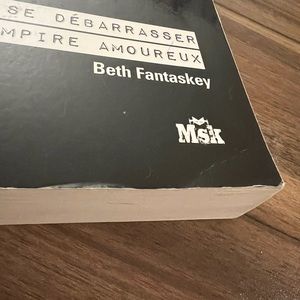 SE DÉBARRASSER
MPIRE AMOUREUX
Beth Fantaskey
Msk